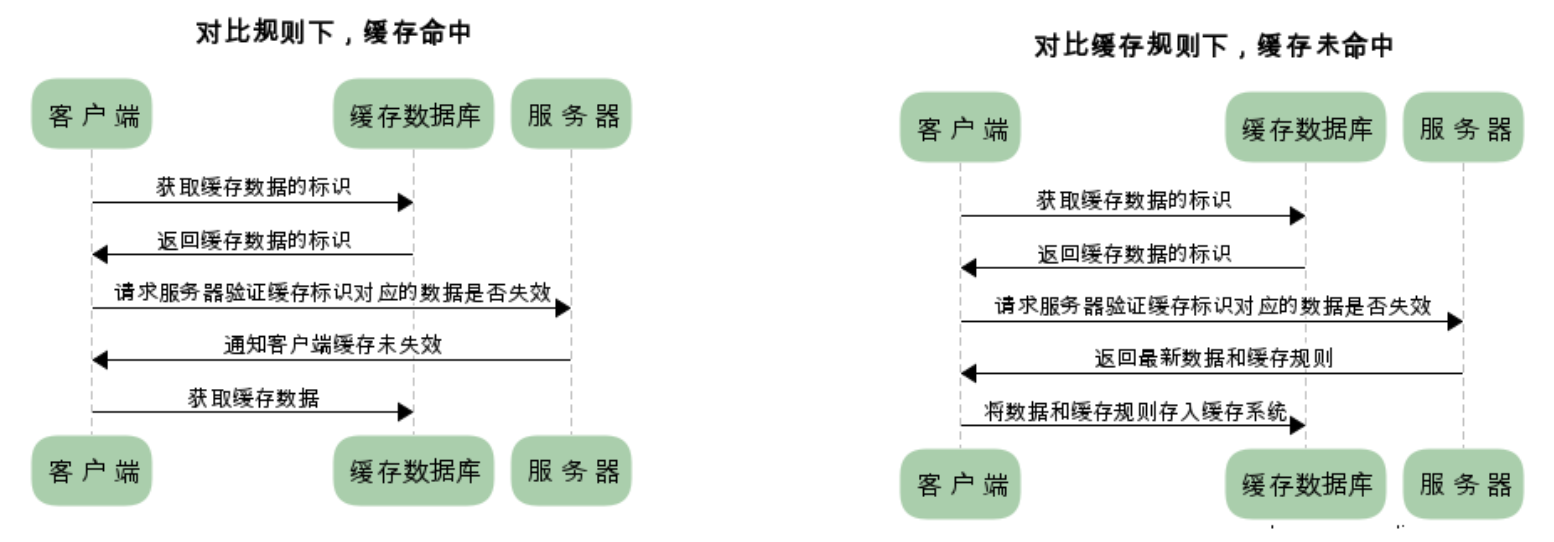 对比规则下，缓存命中
客户端
缓存数据库
服务器
获取缓存数据的标识
返回缓存数据的标识
请求服务器验证缓存标识对应的数据是否失效
通知客户端缓存未失效
获取缓存数据
客户端
缓存数据库
服务器
对比缓存规则下，缓存未命中
客户端
缓存数据库
服务器
获取缓存数据的标识
返回缓存数据的标识
请求服务器验证缓存标识对应的数据是否失效
返回最新数据和缓存规则
将数据和缓存规则存入缓存系统
客户端
缓存数据库
服务器